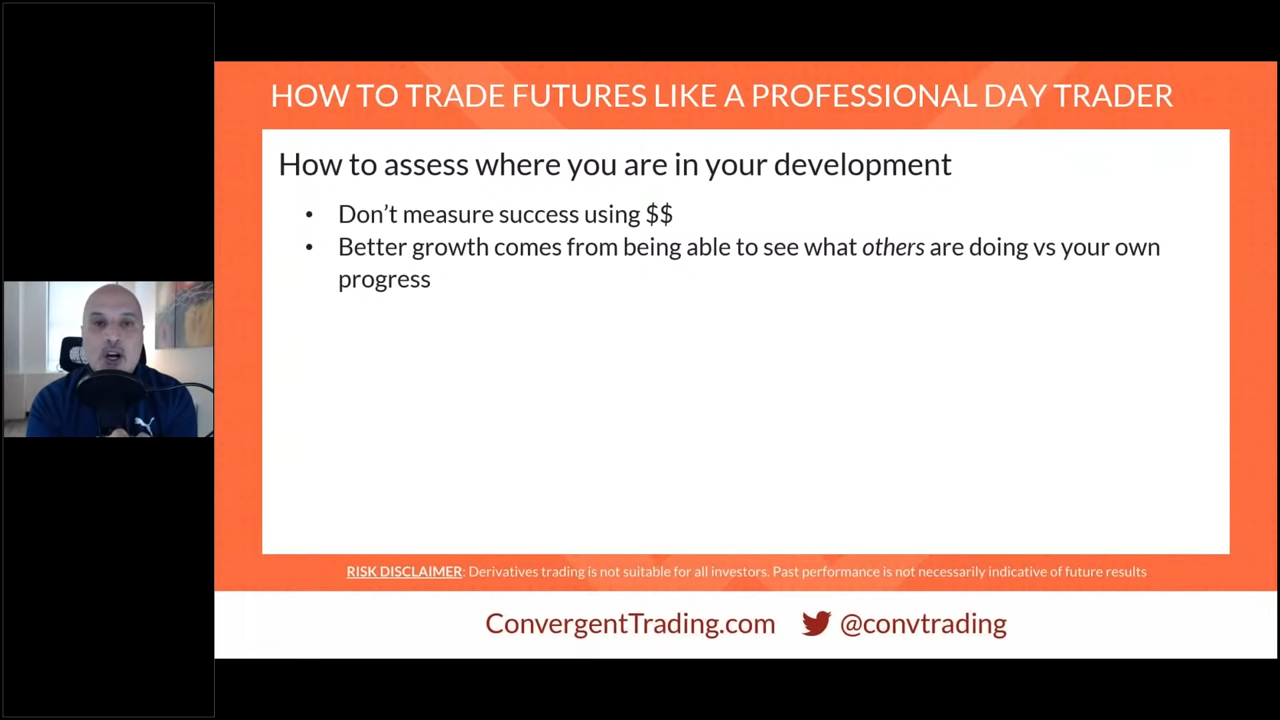 HOW TO TRADE FUTURES LIKE A PROFESSIONAL DAY TRADER
How to assess where you are in your development
• Don’t measure success using $$
• Better growth comes from being able to see what others are doing vs your own
progress
RISK DISCLAIMER: Derivatives trading is not suitable for all investors. Past performance is not necessarily indicative of future results
ConvergentTrading.com @convtrading